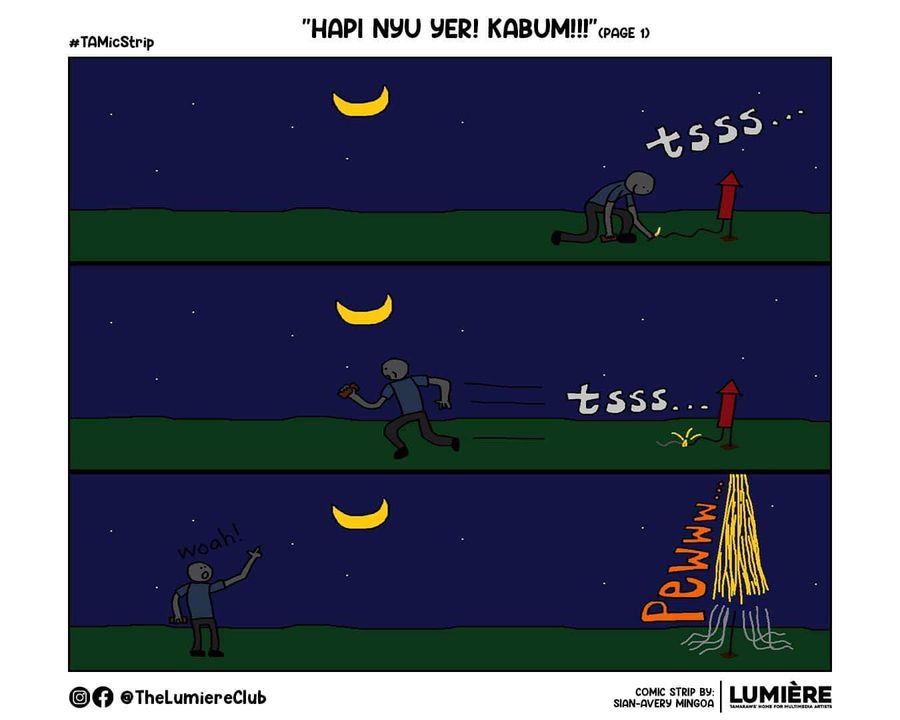 "HAPI NYU YER! KABUM!!!" (PAGE 1)
#TAMicStrip
tsss...
tsss...
woah!
Pewww...
@TheLumiereClub
COMIC STRIP BY:
SIAN-AVERY MINGOA
LUMIÈRE
TAMARAWS' HOME FOR MULTIMEDIA ARTISTS